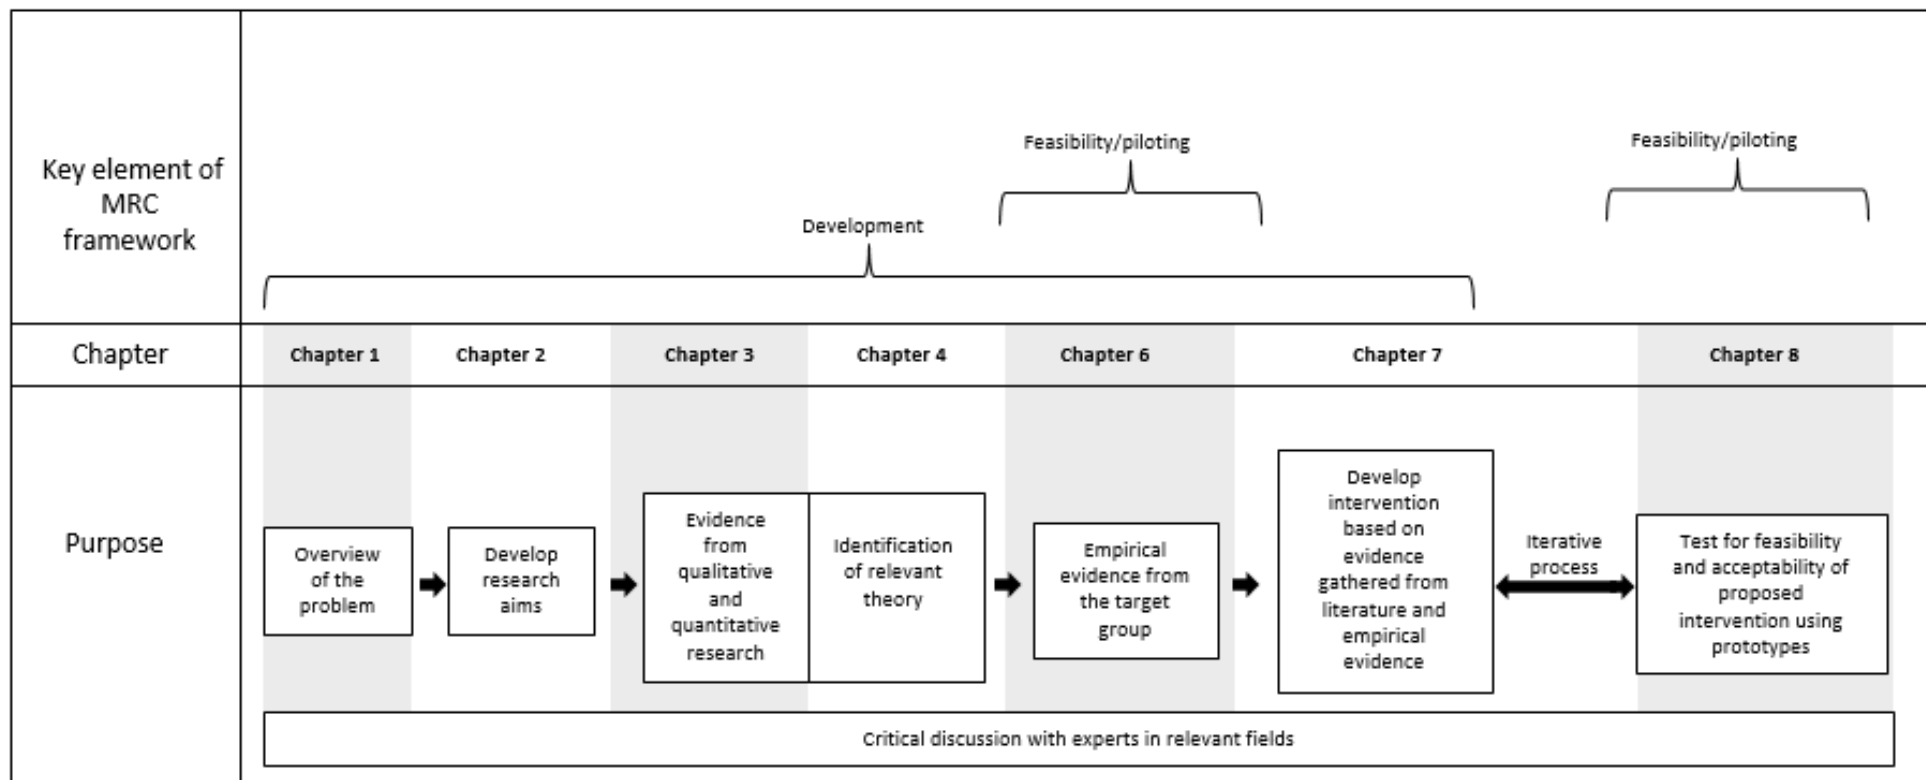 Key element of
MRC
framework
Feasibility/piloting
Feasibility/piloting
Development
Chapter
Chapter 1
Chapter 2
Chapter 3
Chapter 4
Chapter 6
Chapter 7
Chapter 8
Purpose
Overview
of the
problem
Develop
research
aims
Evidence
from
qualitative
and
quantitative
research
Identification
of relevant
theory
Empirical
evidence from
the target
group
Develop
intervention
based on
evidence
gathered from
literature and
empirical
evidence
Iterative
process
Test for feasibility
and acceptability of
proposed
intervention using
prototypes
Critical discussion with experts in relevant fields